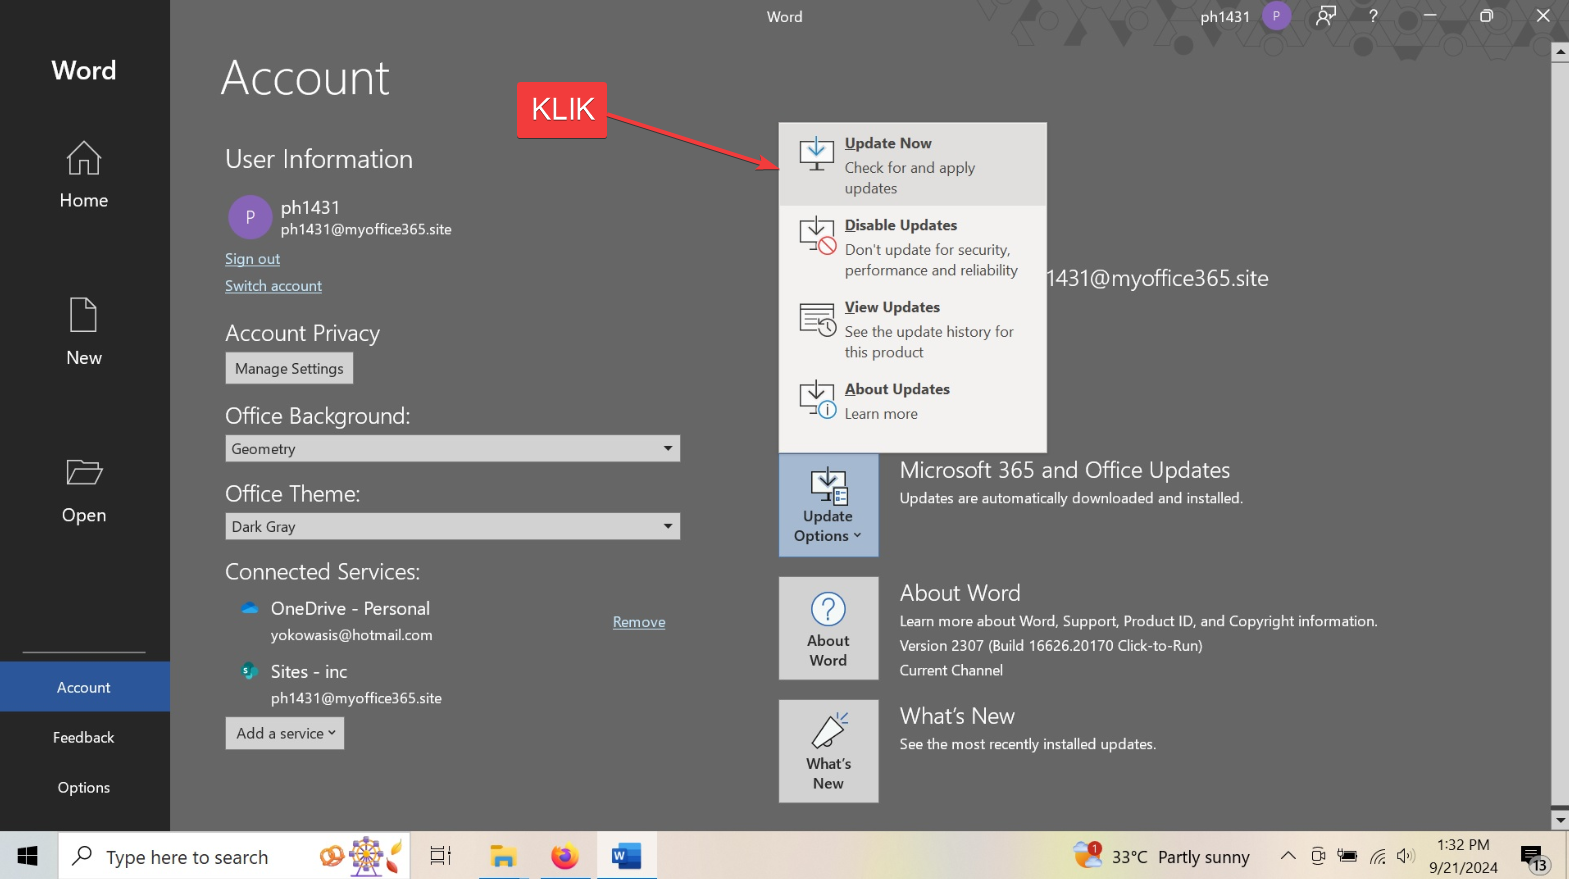 Word
ph1431
P
?
Word
Home
New
Open
Account
Feedback
Options
Account
KLIK
User Information
P
ph1431
ph1431@myoffice365.site
Sign out
Switch account
Account Privacy
Manage Settings
Office Background:
Geometry
Office Theme:
Dark Gray
Connected Services:
OneDrive - Personal
yokowasis@hotmail.com
Remove
Sites - inc
ph1431@myoffice365.site
Add a service
Update Now
Check for and apply
updates
Disable Updates
Don't update for security,
performance and reliability
View Updates
See the update history for
this product
About Updates
Learn more
1431@myoffice365.site
Update
Options
Microsoft 365 and Office Updates
Updates are automatically downloaded and installed.
About
Word
About Word
Learn more about Word, Support, Product ID, and Copyright information.
Version 2307 (Build 16626.20170 Click-to-Run)
Current Channel
What's
New
What's New
See the most recently installed updates.
Type here to search
1
33°C Partly sunny
1:32 PM
9/21/2024
13